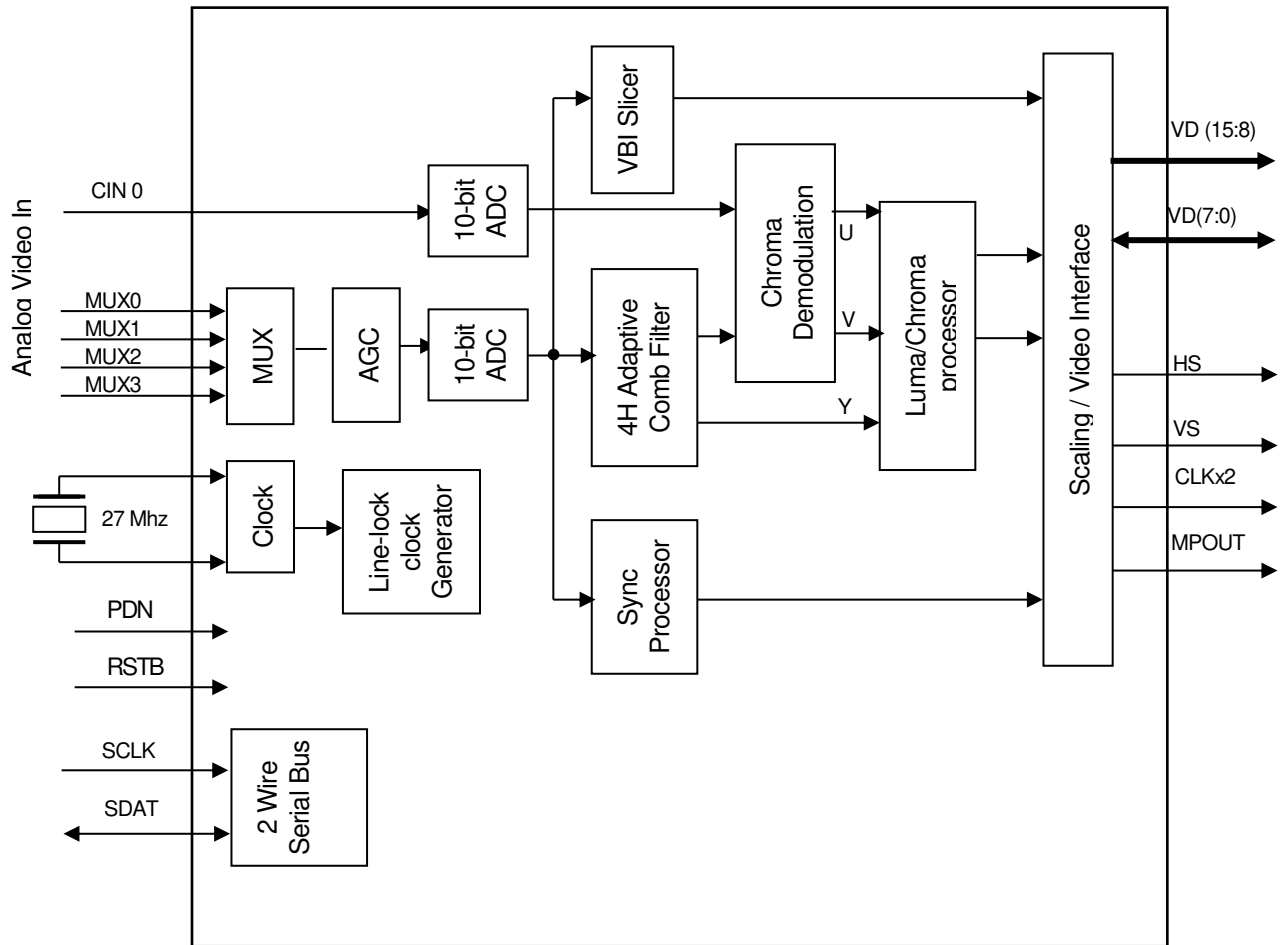 Analog Video In
CIN 0
MUX0
MUX1
MUX2
MUX3
27 Mhz
PDN
RSTB
SCLK
SDAT
MUX
AGC
10-bit
ADC
10-bit
ADC
Clock
Line-lock
clock
Generator
2 Wire
Serial Bus
VBI Slicer
4H Adaptive
Comb Filter
Sync
Processor
Chroma
Demodulation
U
V
Y
Luma/Chroma
processor
Scaling / Video Interface
VD (15:8)
VD(7:0)
HS
VS
CLKx2
MPOUT